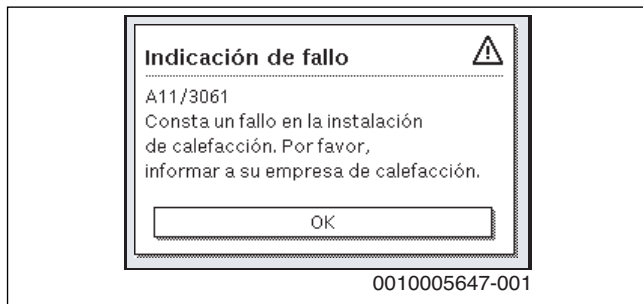 Indicación de fallo
A11/3061
Consta un fallo en la instalación
de calefacción. Por favor,
informar a su empresa de calefacción.
OK
0010005647-001